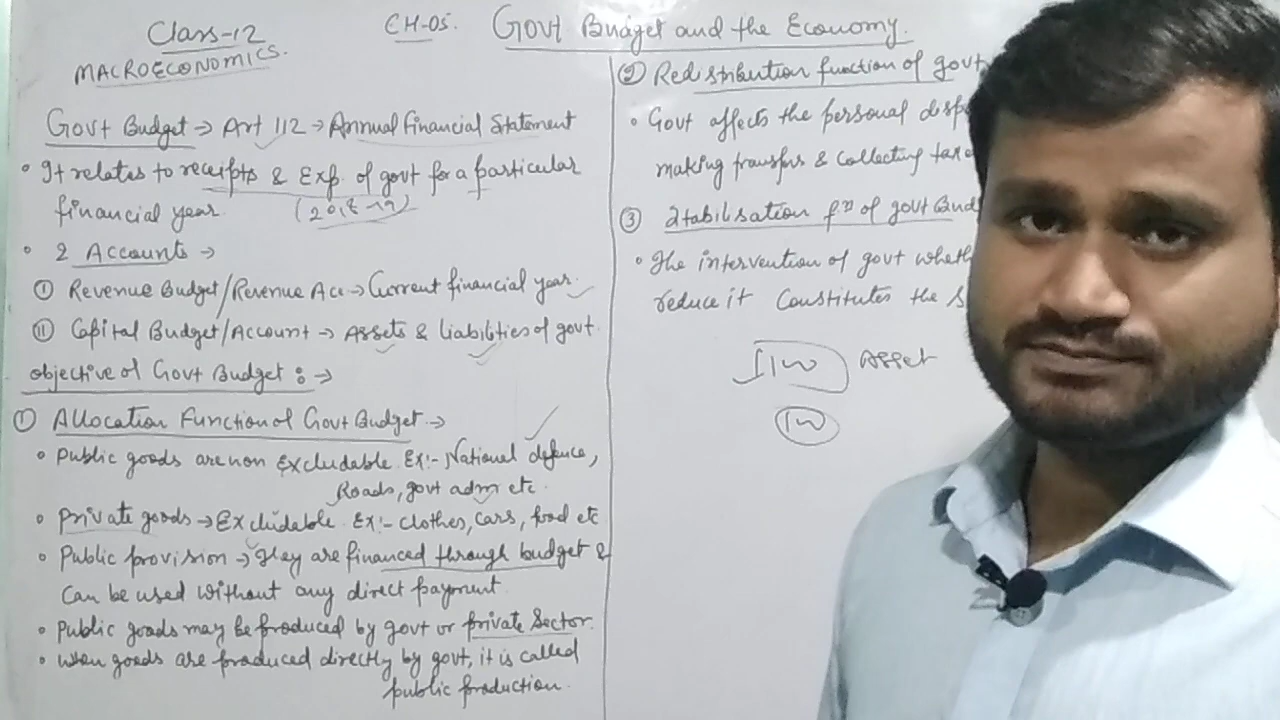 Class-12
MACROECONOMICS.
CH-05.
Govt Budget and the Economy.
Govt Budget → Art 112 → Annual Financial Statement
• It relates to receipts & Exp. of govt for a particular
financial year. (2018-19)
• 2 Accounts →
① Revenue Budget/Revenue Acc → Current financial year.
② Capital Budget/Account → Assets & liabilities of govt.
objective of Govt Budget :→
① Allocation Function of Govt Budget →
• Public goods are non Excludable Ex:- National defence,
Roads, govt adm etc.
• private goods → Excludable Ex:- clothes, cars, food etc
• Public provision → They are financed through budget &
can be used without any direct payment.
• Public goods may be produced by govt or private Sector.
• when goods are produced directly by govt, it is called
public production.
② Redistribution function of govt
• Govt affects the personal
making transfers & collecting
③ Stabilisation fⁿ of govt
• The intervention of govt
reduce it constitutes the
Asset